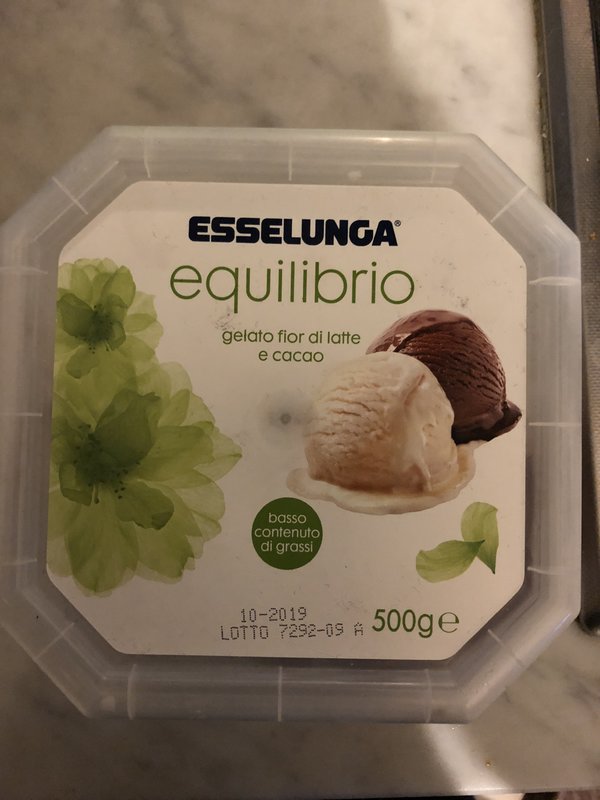 ESSELUNGA®
equilibrio
gelato fior di latte
e cacao
basso
contenuto
di grassi
10-2019
LOTTO 7292-09 A
500g e